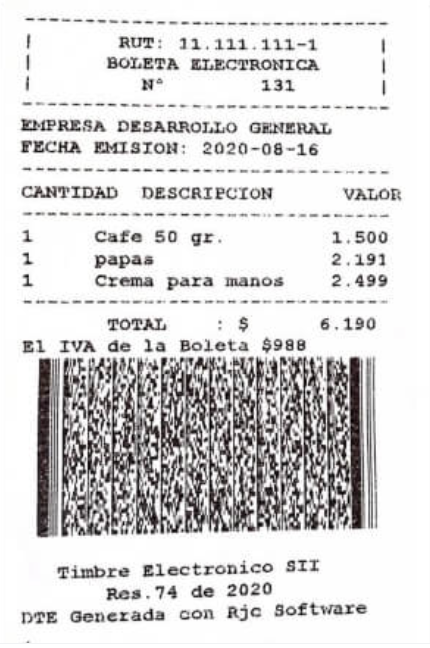 RUT: 11.111.111-1
BOLETA ELECTRONICA
N° 131
EMPRESA DESARROLLO GENERAL
FECHA EMISION: 2020-08-16
CANTIDAD DESCRIPCION VALOR
1 Cafe 50 gr. 1.500
1 papas 2.191
1 Crema para manos 2.499
TOTAL : $ 6.190
El IVA de la Boleta $988
Timbre Electronico SII
Res.74 de 2020
DTE Generada con Rjc Software